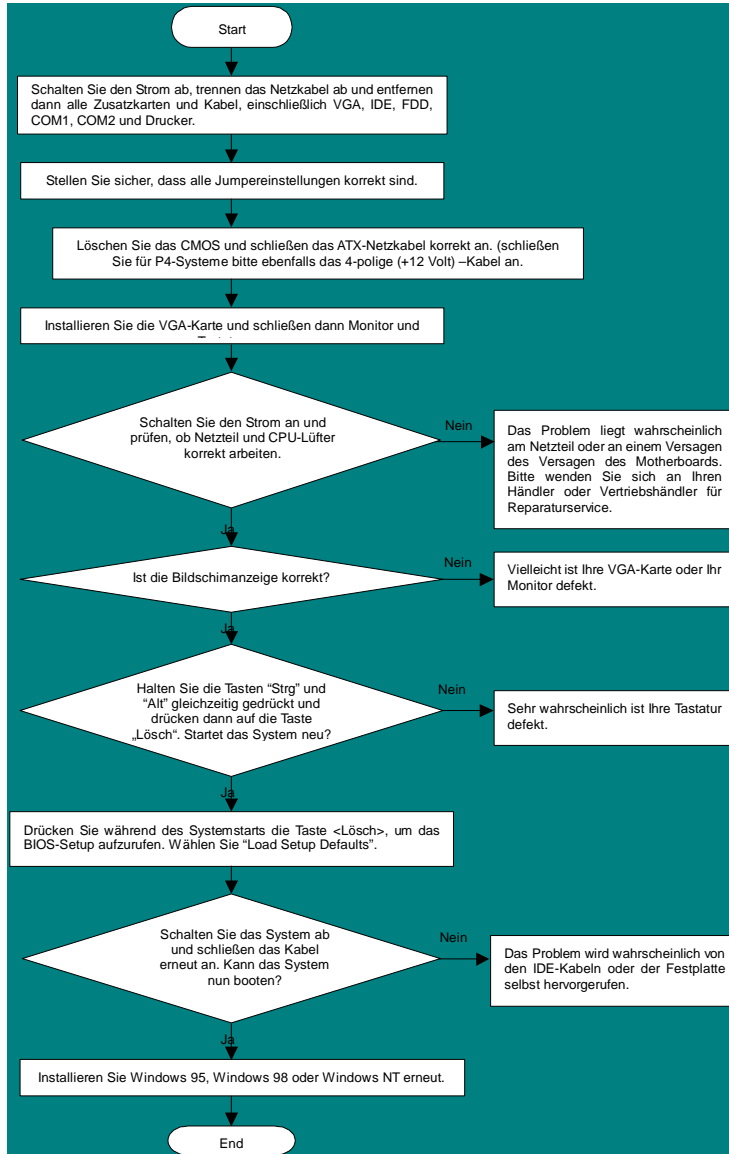 Start
Schalten Sie den Strom ab, trennen das Netzkabel ab und entfernen
dann alle Zusatzkarten und Kabel, einschließlich VGA, IDE, FDD,
COM1, COM2 und Drucker.
Stellen Sie sicher, dass alle Jumpereinstellungen korrekt sind.
Löschen Sie das CMOS und schließen das ATX-Netzkabel korrekt an. (schließen
Sie für P4-Systeme bitte ebenfalls das 4-polige (+12 Volt) –Kabel an.
Installieren Sie die VGA-Karte und schließen dann Monitor und
Schalten Sie den Strom an und
prüfen, ob Netzteil und CPU-Lüfter
korrekt arbeiten.
Nein
Das Problem liegt wahrscheinlich
am Netzteil oder an einem Versagen
des Versagen des Motherboards.
Bitte wenden Sie sich an Ihren
Händler oder Vertriebshändler für
Reparaturservice.
Ja
Ist die Bildschimanzeige korrekt?
Nein
Vielleicht ist Ihre VGA-Karte oder Ihr
Monitor defekt.
Ja
Halten Sie die Tasten “Strg” und
“Alt” gleichzeitig gedrückt und
drücken dann auf die Taste
„Lösch“. Startet das System neu?
Nein
Sehr wahrscheinlich ist Ihre Tastatur
defekt.
Ja
Drücken Sie während des Systemstarts die Taste <Lösch>, um das
BIOS-Setup aufzurufen. Wählen Sie “Load Setup Defaults”.
Schalten Sie das System ab
und schließen das Kabel
erneut an. Kann das System
nun booten?
Nein
Das Problem wird wahrscheinlich von
den IDE-Kabeln oder der Festplatte
selbst hervorgerufen.
Ja
Installieren Sie Windows 95, Windows 98 oder Windows NT erneut.
End